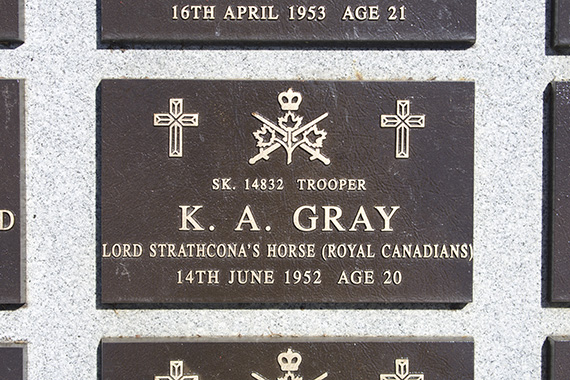 16TH APRIL 1953 AGE 21
SK. 14832 TROOPER
K. A. GRAY
LORD STRATHCONA'S HORSE (ROYAL CANADIANS)
14TH JUNE 1952 AGE 20
D